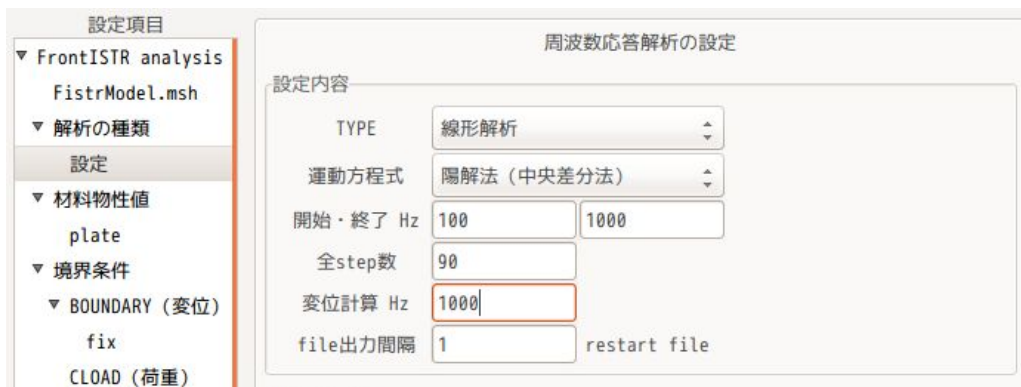 設定項目
FrontISTR analysis
FistrModel.msh
解析の種類
設定
材料物性値
plate
境界条件
BOUNDARY (変位)
fix
CLOAD (荷重)
周波数応答解析の設定
設定内容
TYPE 線形解析
運動方程式 陽解法 (中央差分法)
開始・終了 Hz 100 1000
全step数 90
変位計算 Hz 1000
file出力間隔 1 restart file